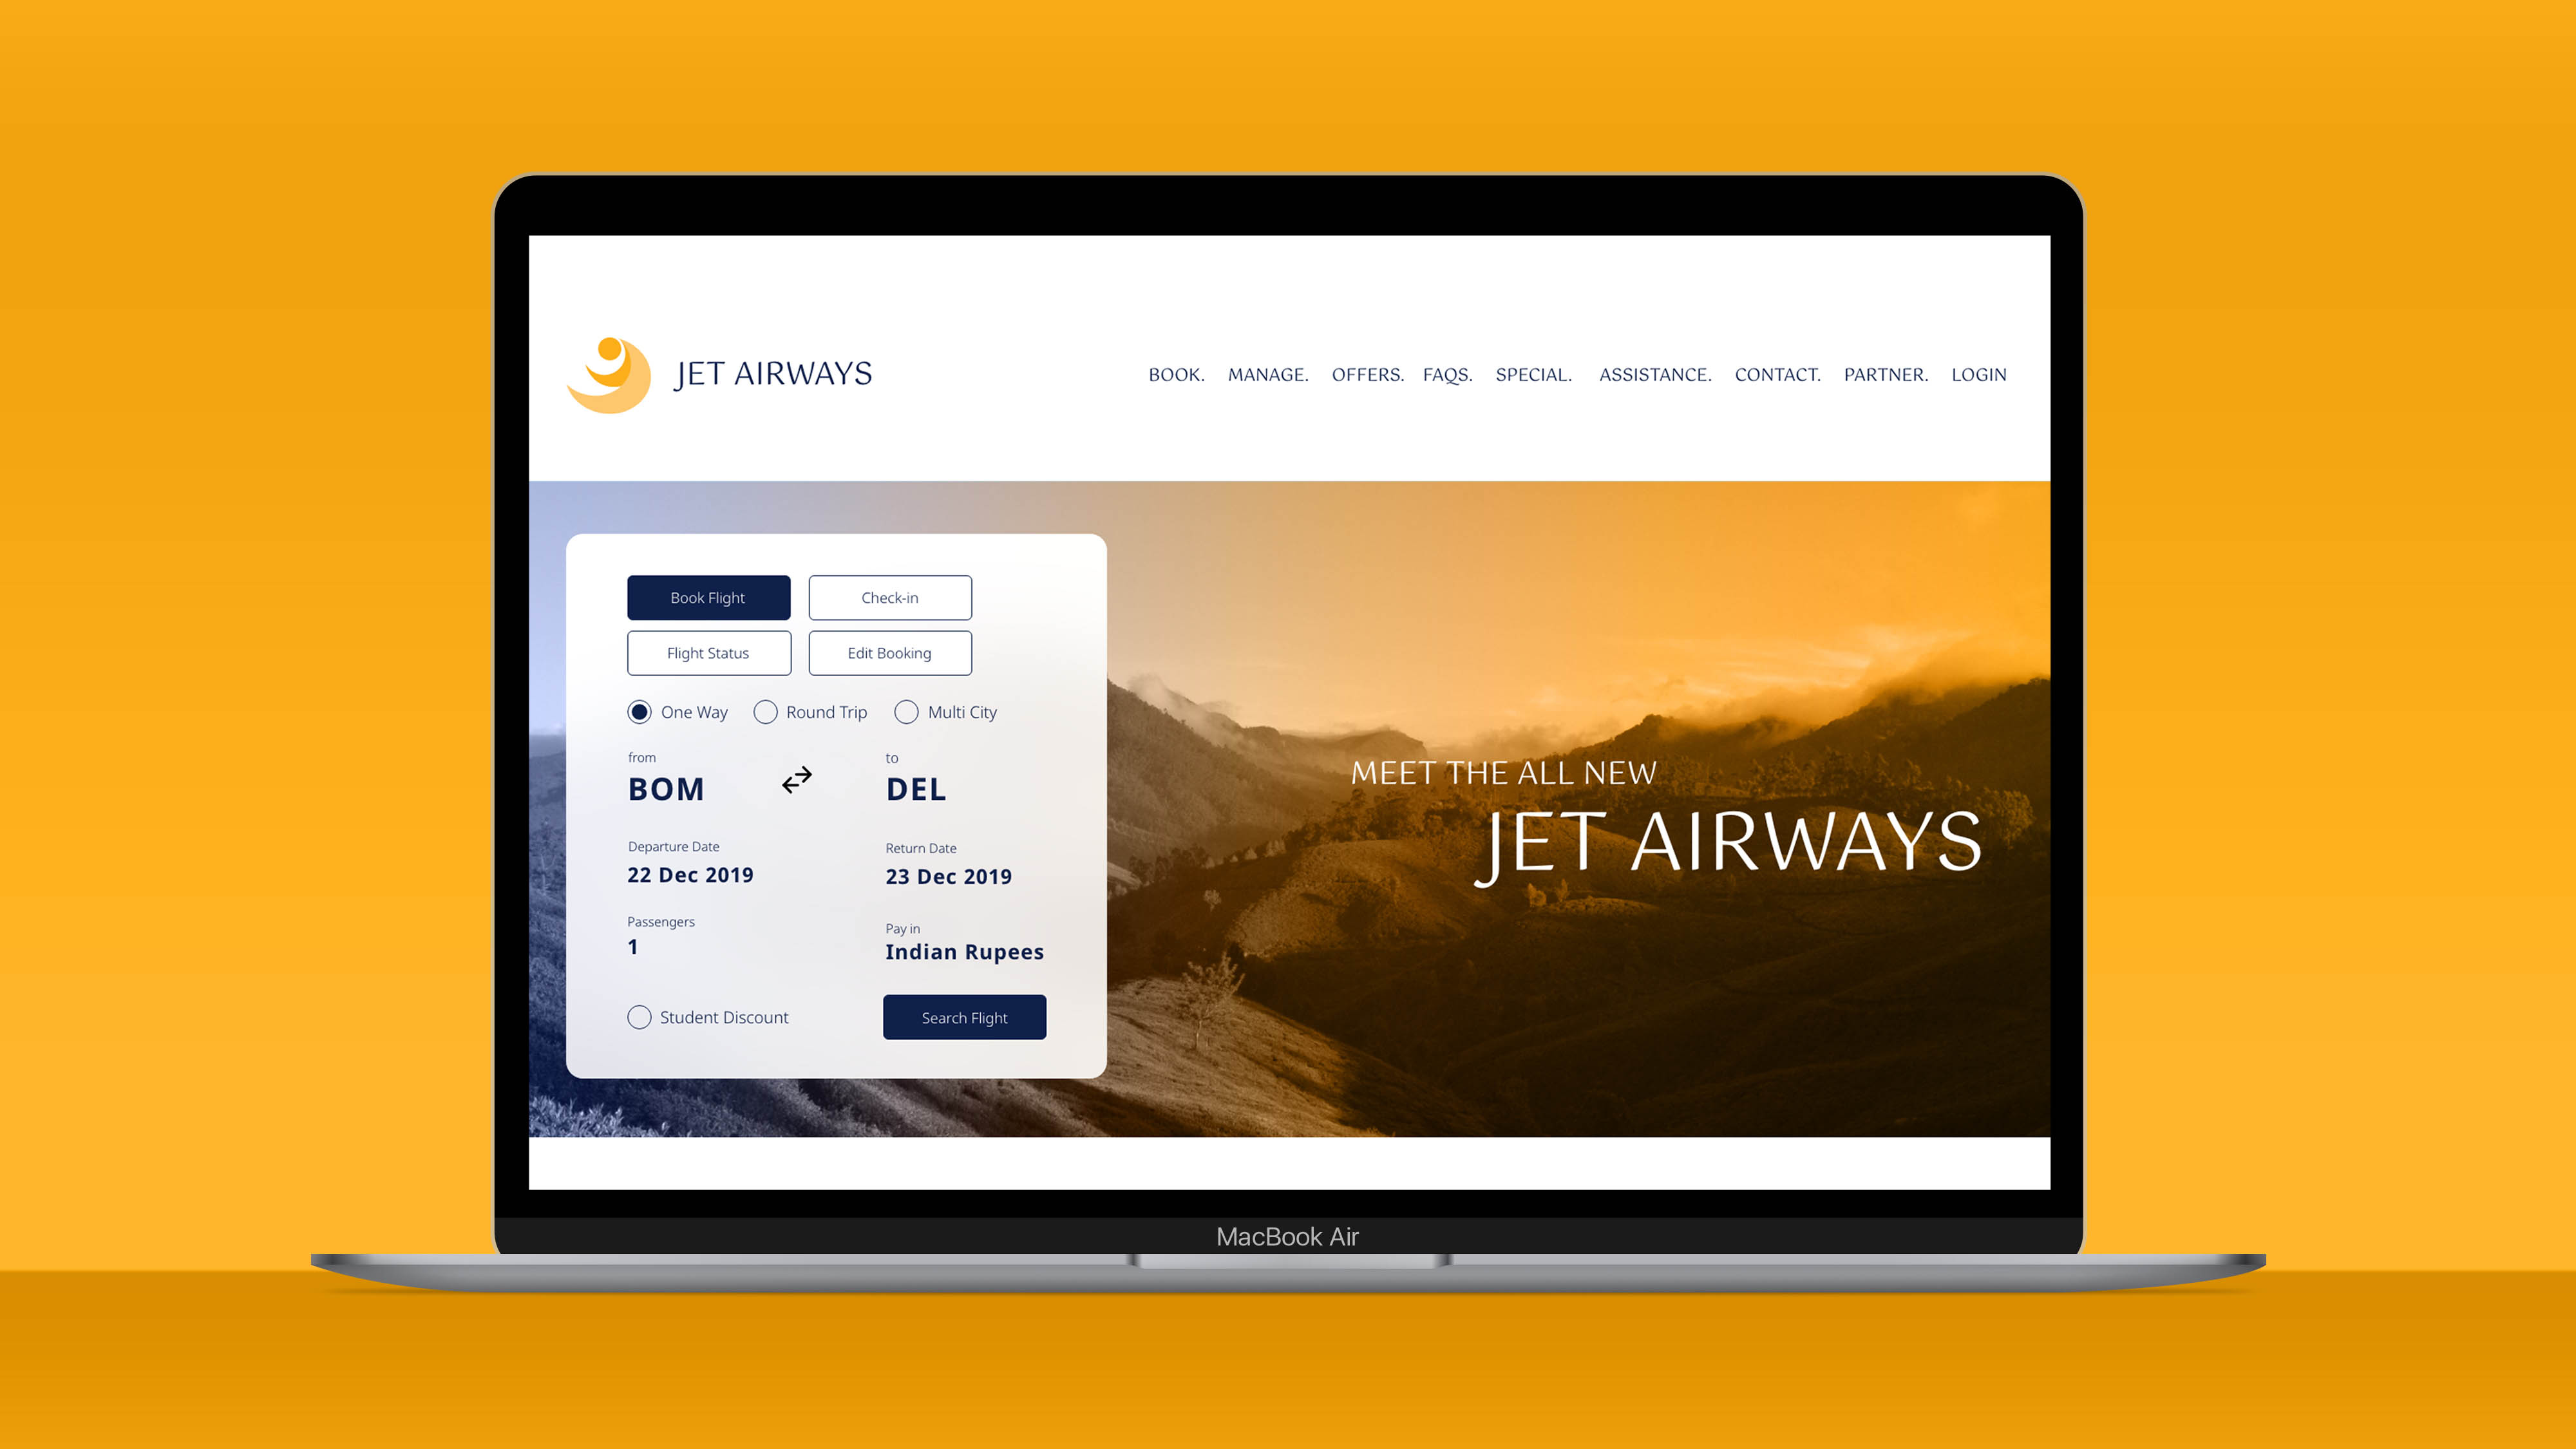 JET AIRWAYS
BOOK. MANAGE. OFFERS. FAQS. SPECIAL. ASSISTANCE. CONTACT. PARTNER. LOGIN
Book Flight
Check-in
Flight Status
Edit Booking
One Way
Round Trip
Multi City
from
BOM
to
DEL
Departure Date
22 Dec 2019
Return Date
23 Dec 2019
Passengers
1
Pay in
Indian Rupees
Student Discount
Search Flight
MEET THE ALL NEW
JET AIRWAYS
MacBook Air